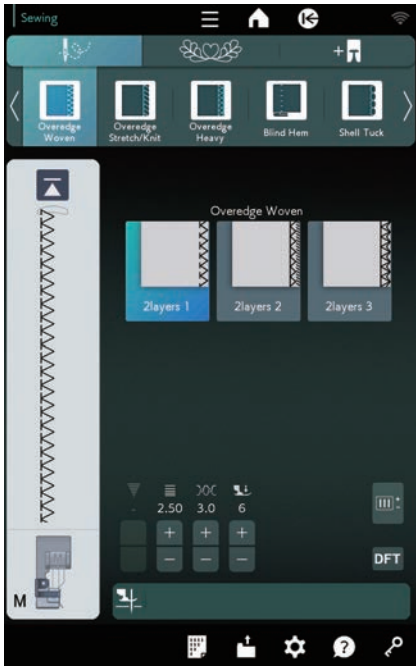 Sewing
Overedge
Woven
Overedge
Stretch/Knit
Overedge
Heavy
Blind Hem
Shell Tuck
Overedge Woven
2layers 1
2layers 2
2layers 3
- 2.50 3.0 6
+ + +
- - -
DFT
M